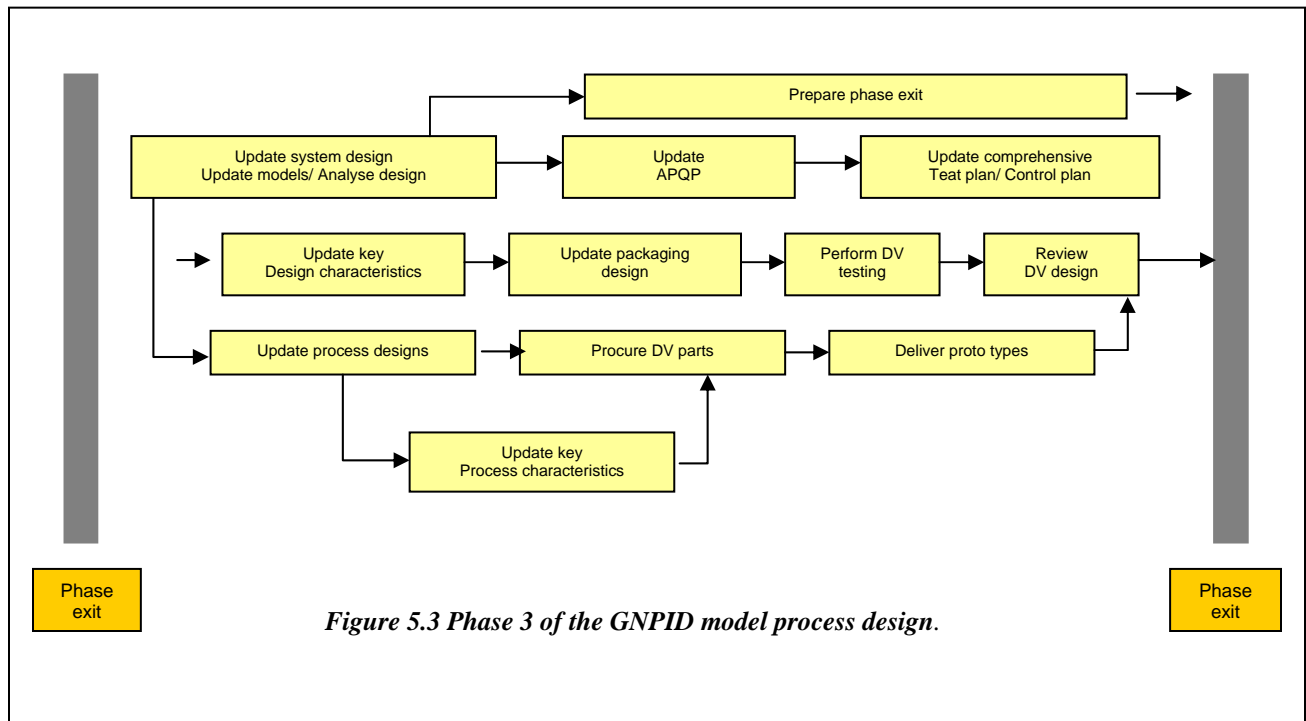 Prepare phase exit
Update system design
Update models/ Analyse design
Update
APQP
Update comprehensive
Teat plan/ Control plan
Update key
Design characteristics
Update packaging
design
Perform DV
testing
Review
DV design
Update process designs
Procure DV parts
Deliver proto types
Update key
Process characteristics
Phase
exit
Phase
exit
Figure 5.3 Phase 3 of the GNPID model process design.